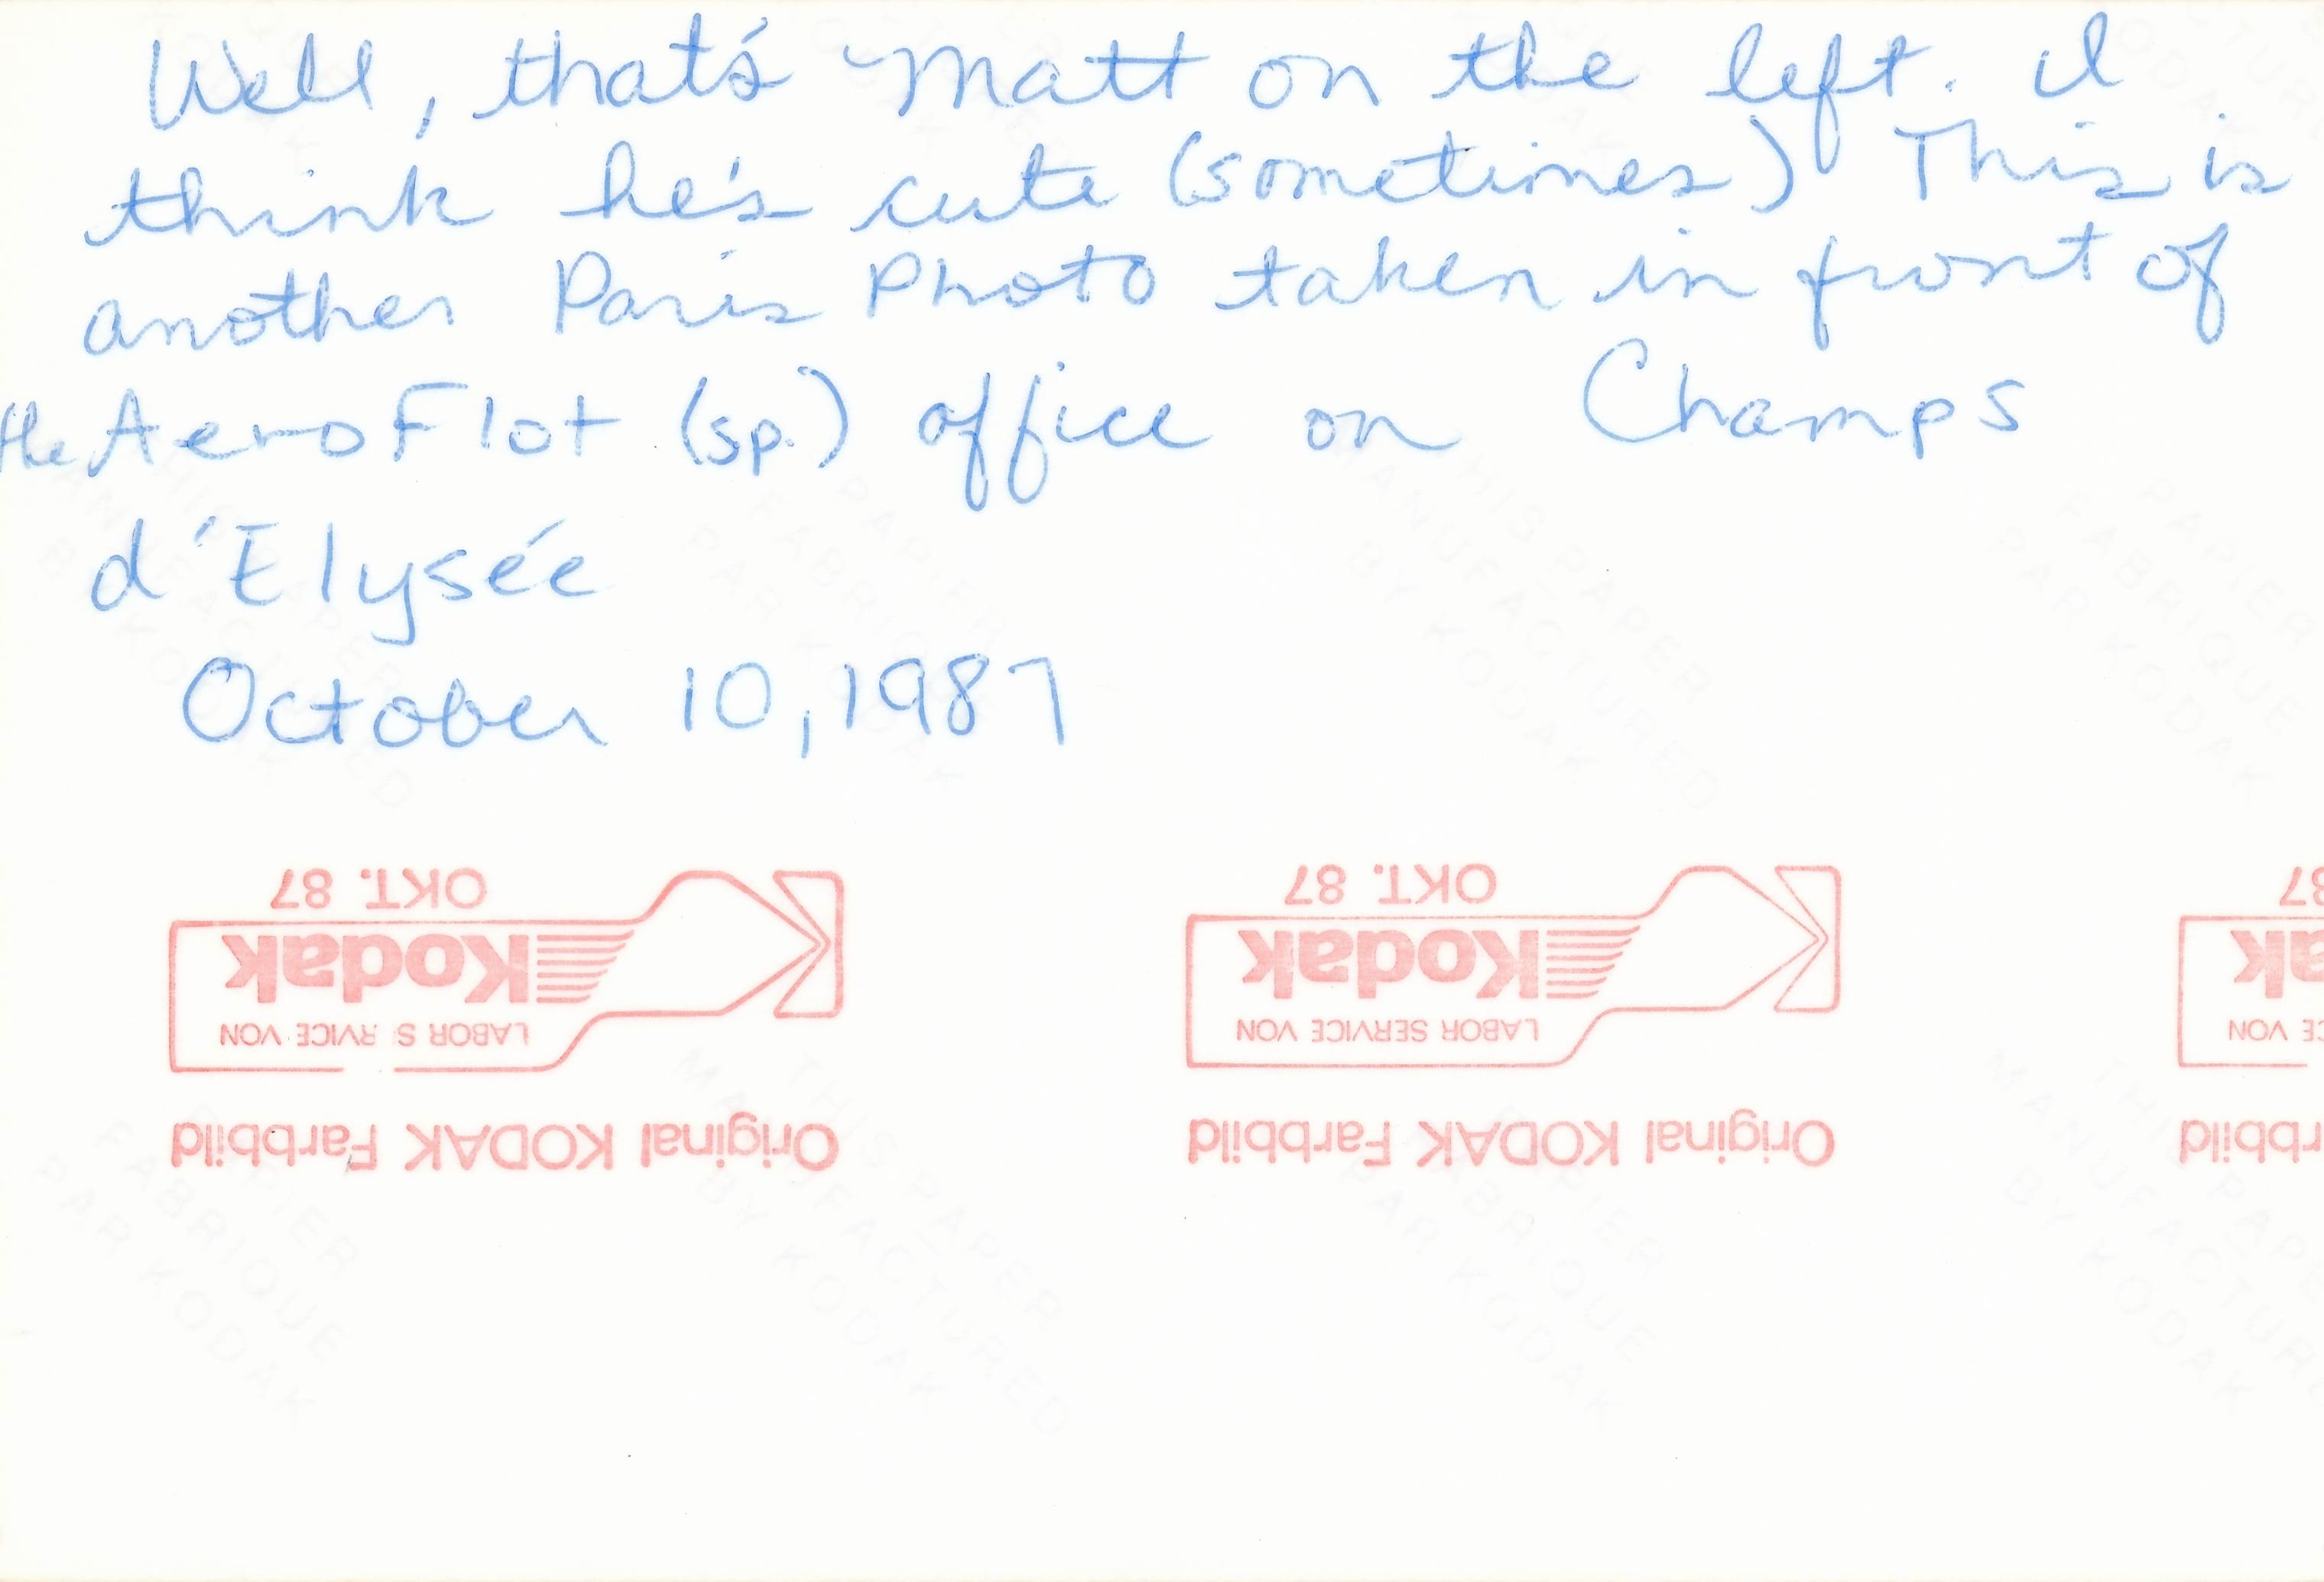 Well, that's Matt on the left. I
think he's cute (sometimes) This is
another Paris Photo taken in front of
the AeroFlot (sp.) office on Champs
d'Elysée
October 10, 1987
OKT. 87
Kodak
LABOR S RVICE VON
Original KODAK Farbbild
OKT. 87
Kodak
LABOR SERVICE VON
Original KODAK Farbbild
87
ak
CE VON
rbbild
THIS PAPER
MANUFACTURED
BY KODAK
PAPIER
FABRIQUE
PAR KODAK